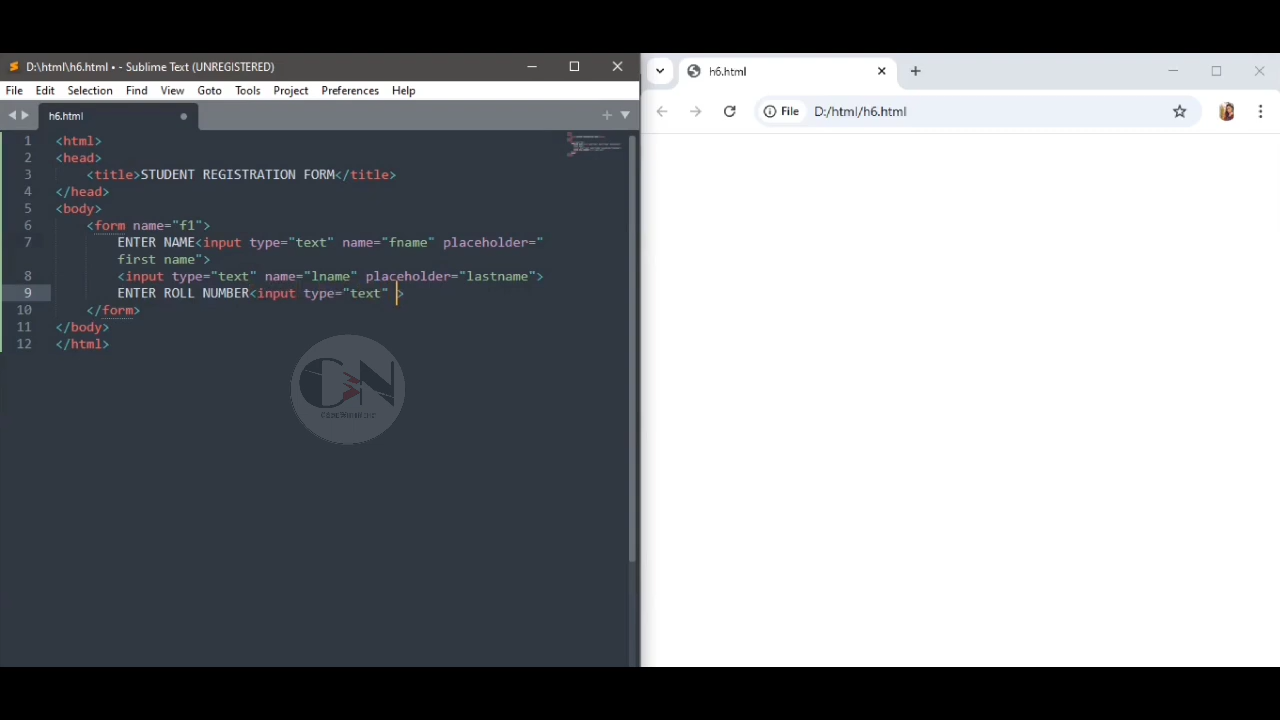 D:\html\h6.html • - Sublime Text (UNREGISTERED)
File Edit Selection Find View Goto Tools Project Preferences Help
h6.html
1 <html>
2 <head>
3 <title>STUDENT REGISTRATION FORM</title>
4 </head>
5 <body>
6 <form name="f1">
7 ENTER NAME<input type="text" name="fname" placeholder="
first name">
8 <input type="text" name="lname" placeholder="lastname">
9 ENTER ROLL NUMBER<input type="text" >
10 </form>
11 </body>
12 </html>
h6.html
File D:/html/h6.html